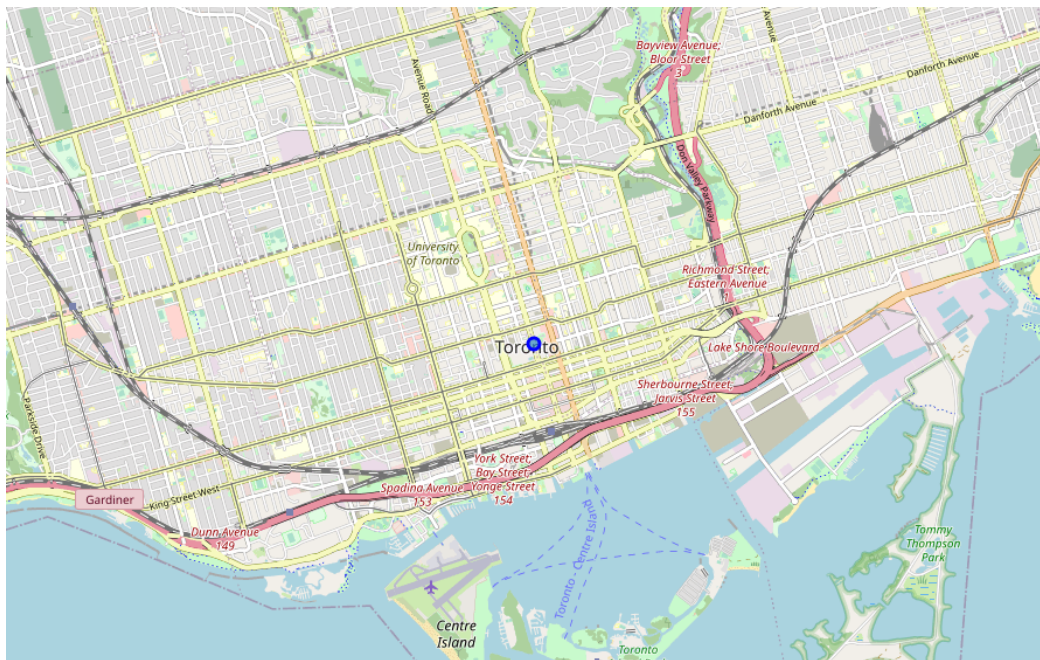 Bayview Avenue;
Bloor Street
3
Avenue Road
Danforth Avenue
Danforth Avenue
Don Valley Parkway
University
of Toronto
Richmond Street;
Eastern Avenue
1
Toronto
Lake Shore Boulevard
Sherbourne Street;
Jarvis Street
155
Parkside Drive
York Street;
Bay Street;
Yonge Street
154
Spadina Avenue
153
Gardiner
King Street West
Dunn Avenue
149
Toronto - Centre Island
Tommy
Thompson
Park
Centre
Island
Toronto